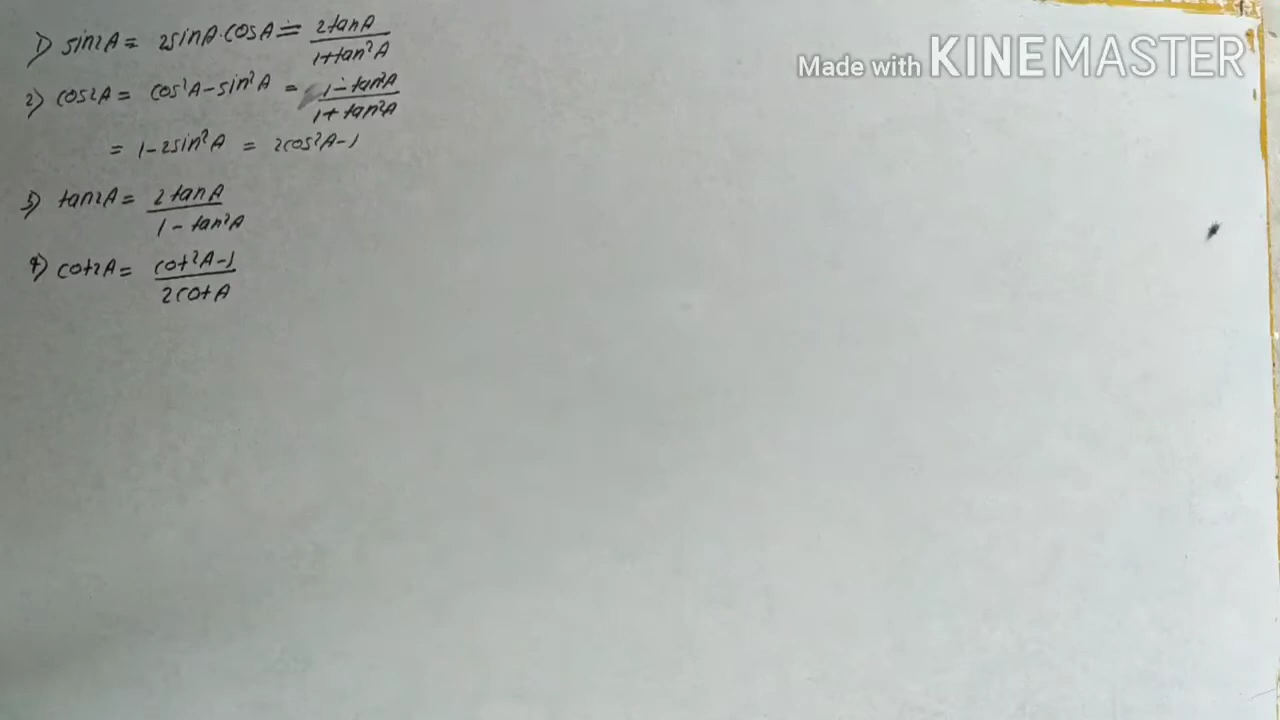 1) sin2A = 2sinA.cosA = 2tanA / 1+tan²A
Made with KINEMASTER
2) cos2A = cos²A-sin²A = 1-tan²A / 1+tan²A
= 1-2sin²A = 2cos²A-1
3) tan2A = 2tanA / 1-tan²A
4) cot2A = cot²A-1 / 2cotA